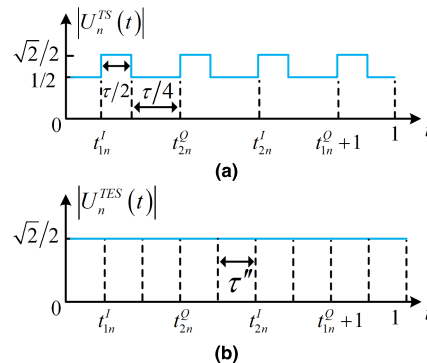 |U_n^{TS}(t)|
√2/2
1/2
τ/2
τ/4
0
t_{1n}^I
t_{2n}^Q
t_{2n}^I
t_{1n}^Q+1
1
(a)
|U_n^{TES}(t)|
√2/2
τ″
0
t_{1n}^I
t_{2n}^Q
t_{2n}^I
t_{1n}^Q+1
1
(b)